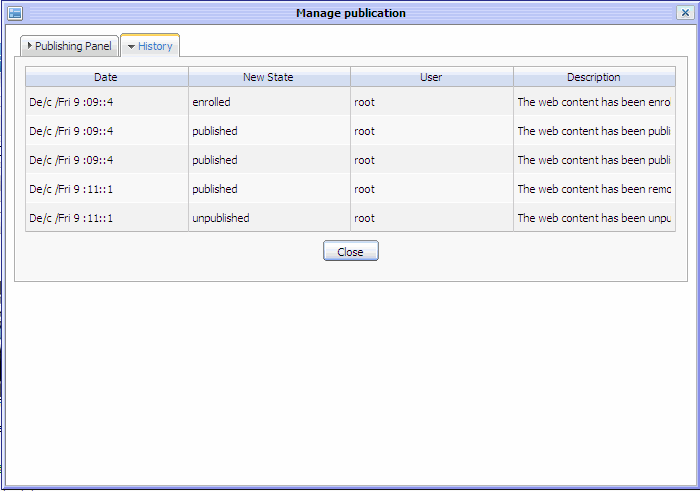 Manage publication
Publishing Panel History
Date New State User Description
De/c /Fri 9 :09::4 enrolled root The web content has been enro
De/c /Fri 9 :09::4 published root The web content has been publi
De/c /Fri 9 :09::4 published root The web content has been publi
De/c /Fri 9 :11::1 published root The web content has been remo
De/c /Fri 9 :11::1 unpublished root The web content has been unpu
Close